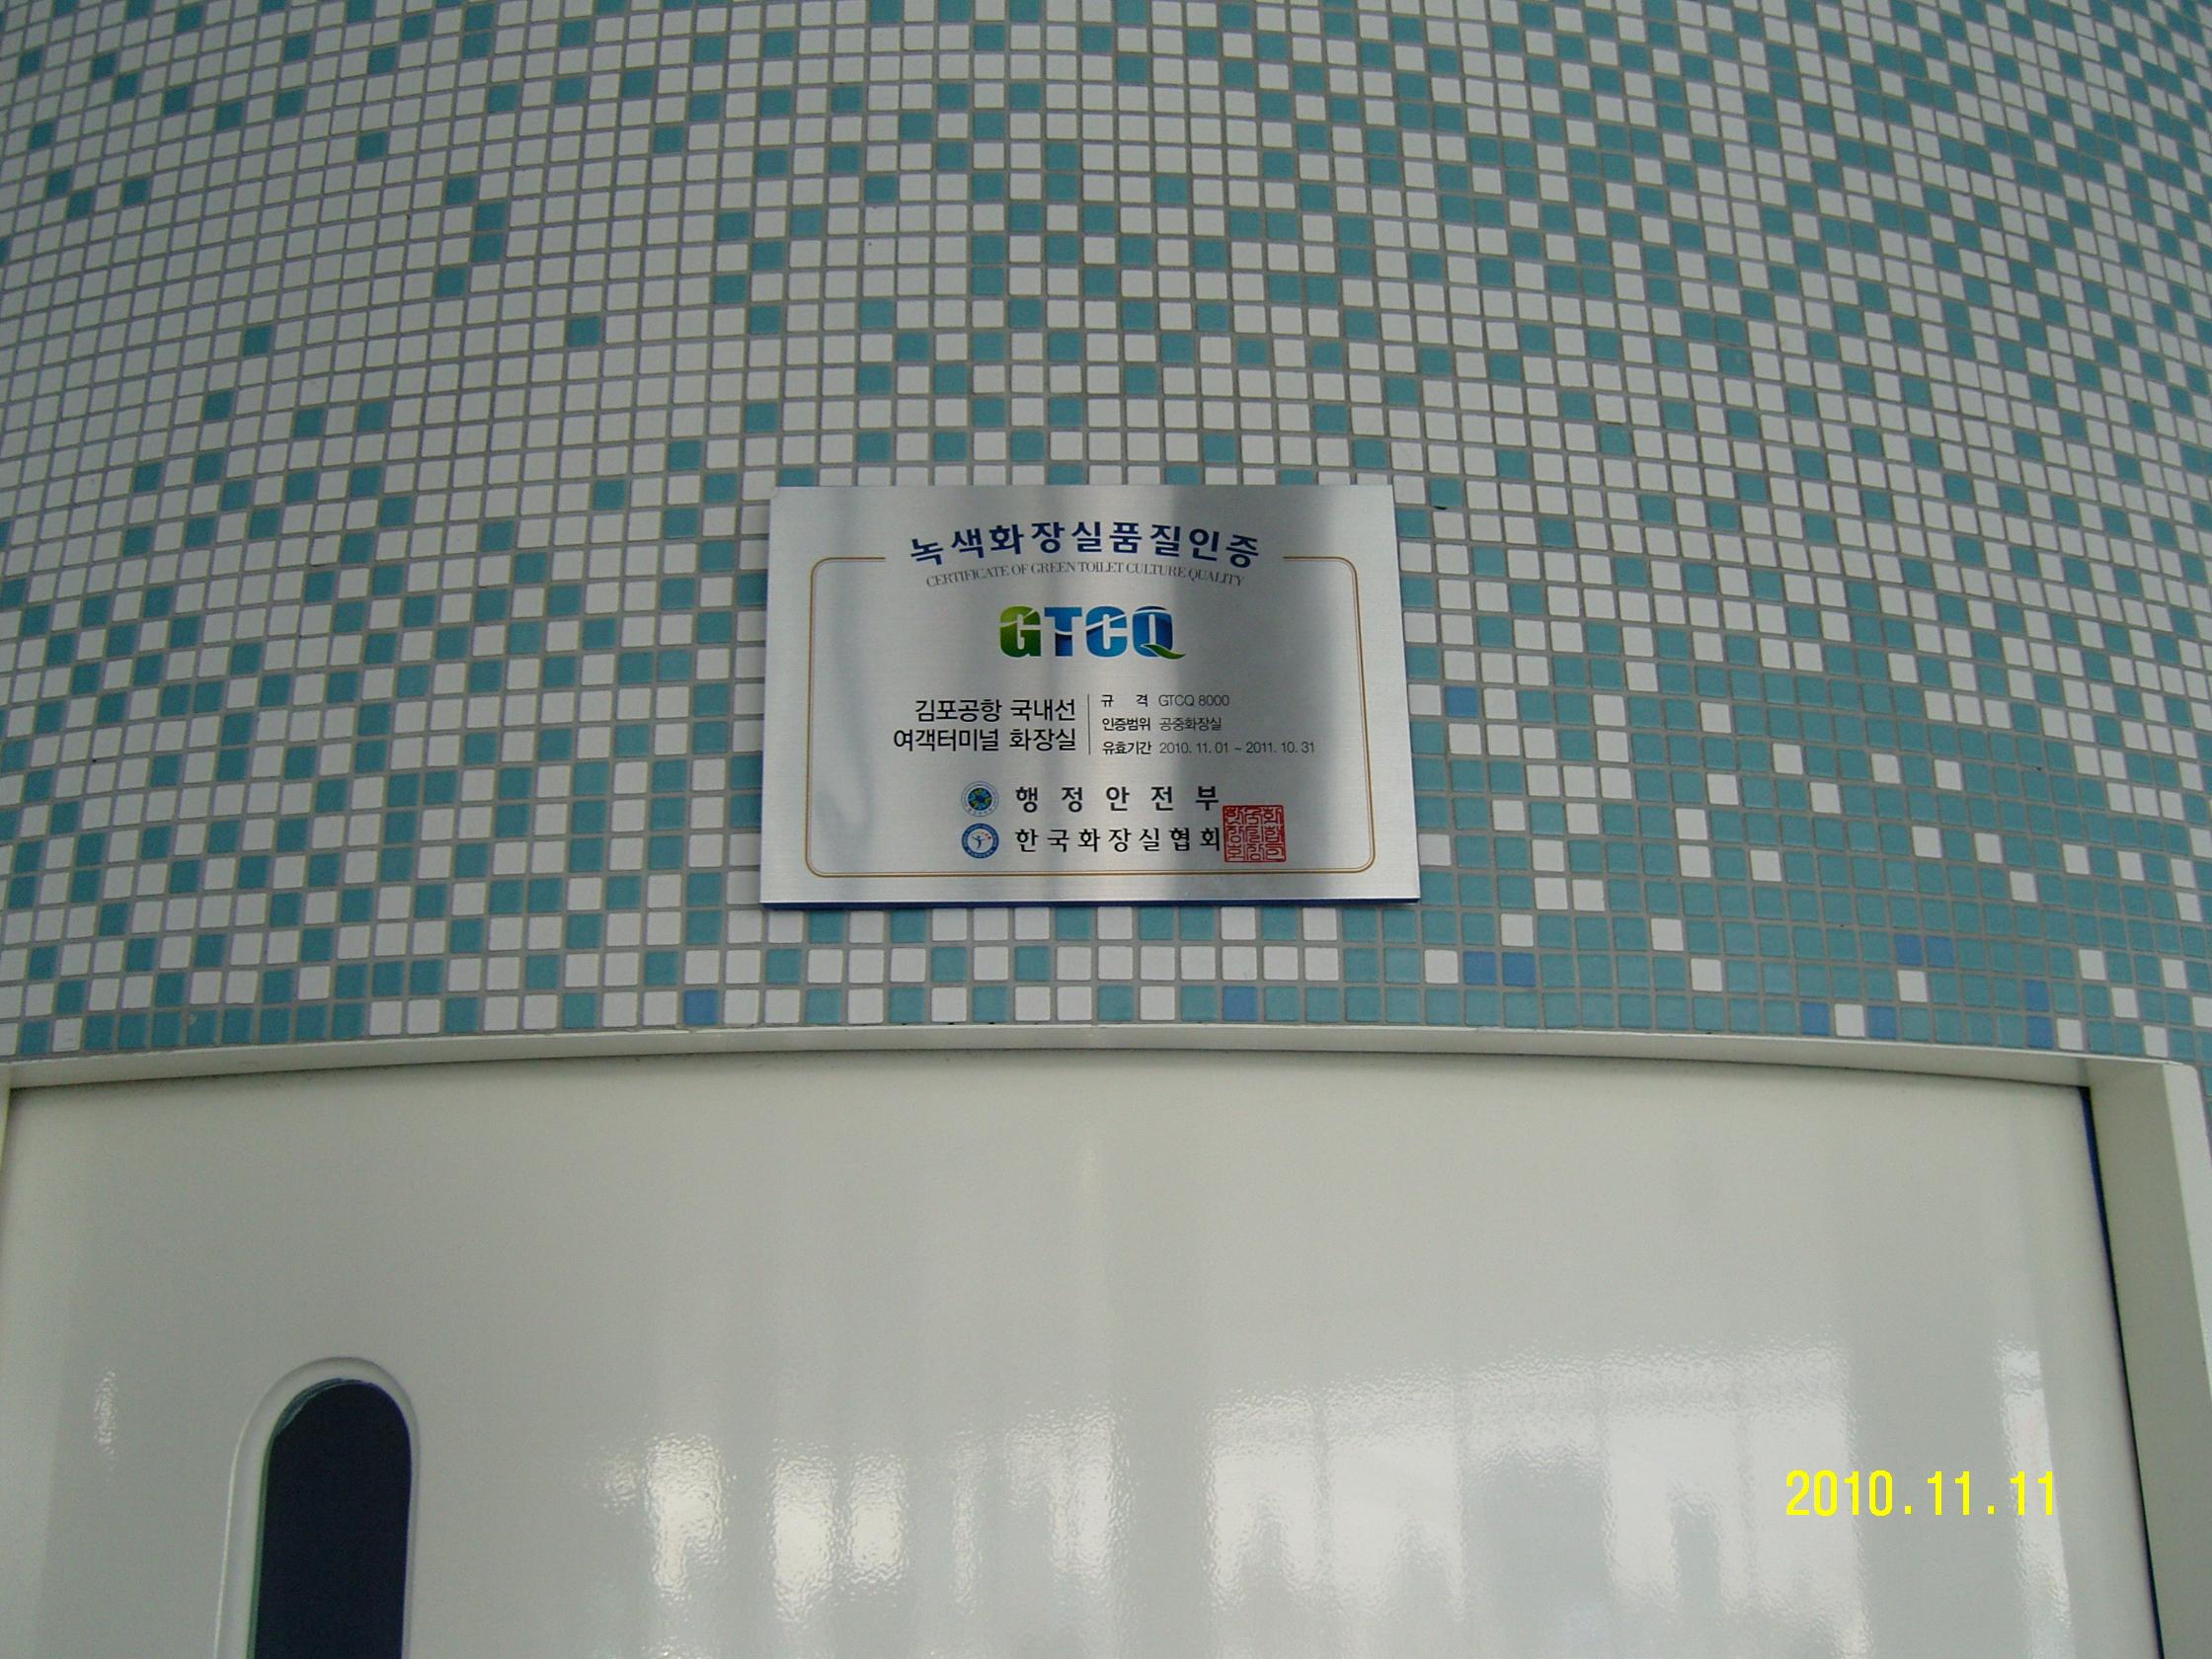 녹색화장실품질인증
CERTIFICATE OF GREEN TOILET CULTURE QUALITY
GTCQ
김포공항 국내선
여객터미널 화장실
규 격 GTCQ 8000
인증범위 공중화장실
유효기간 2010. 11. 01 ~ 2011. 10. 31
행정안전부
한국화장실협회
2010.11.11